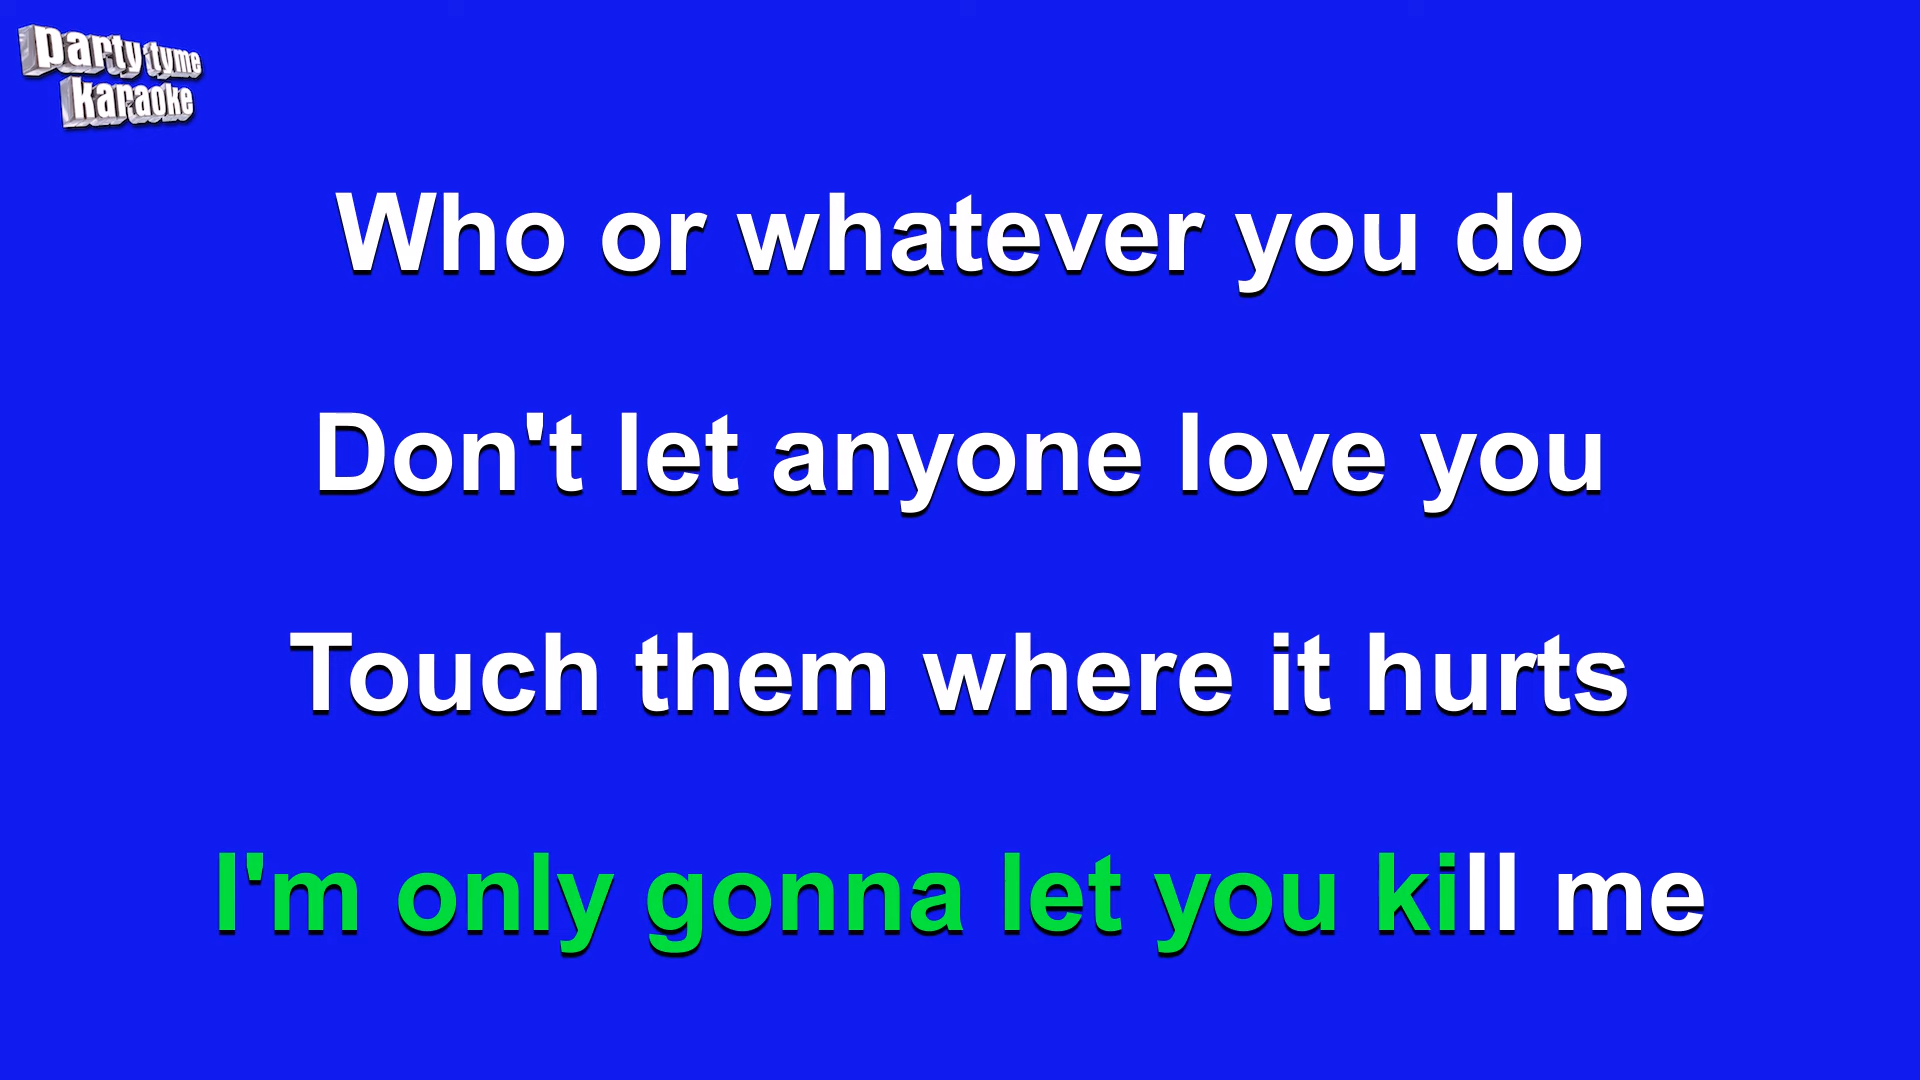 party tyme
karaoke
Who or whatever you do
Don't let anyone love you
Touch them where it hurts
I'm only gonna let you kill me